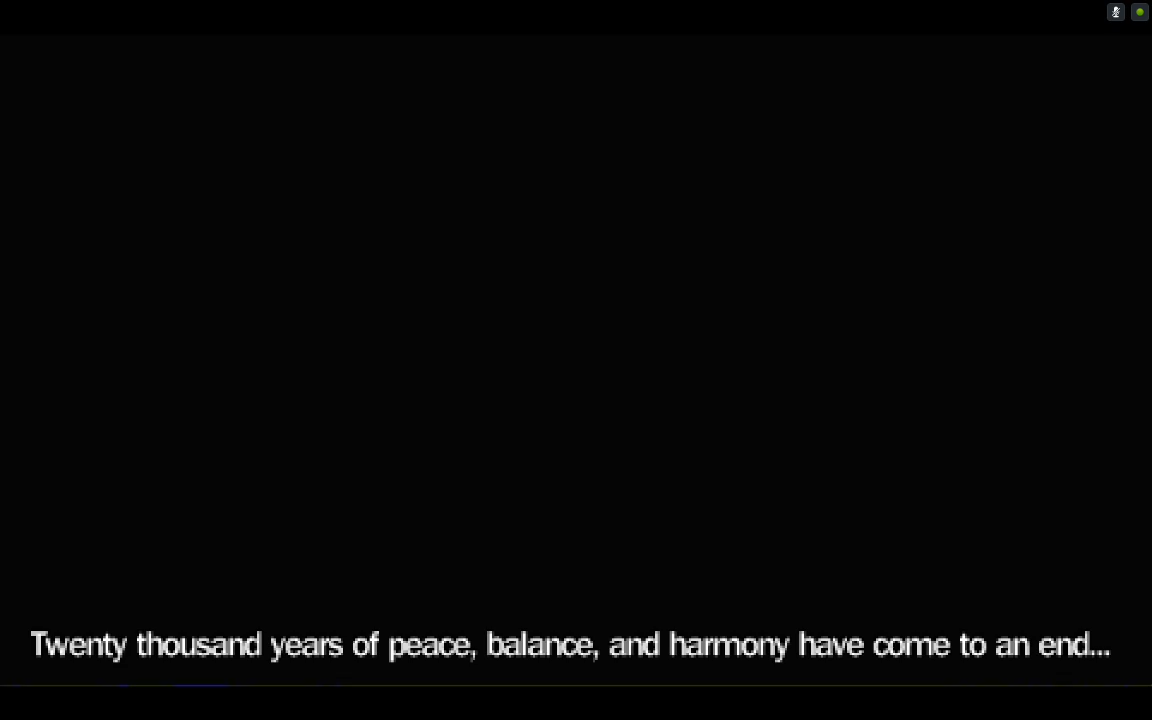 Twenty thousand years of peace, balance, and harmony have come to an end...